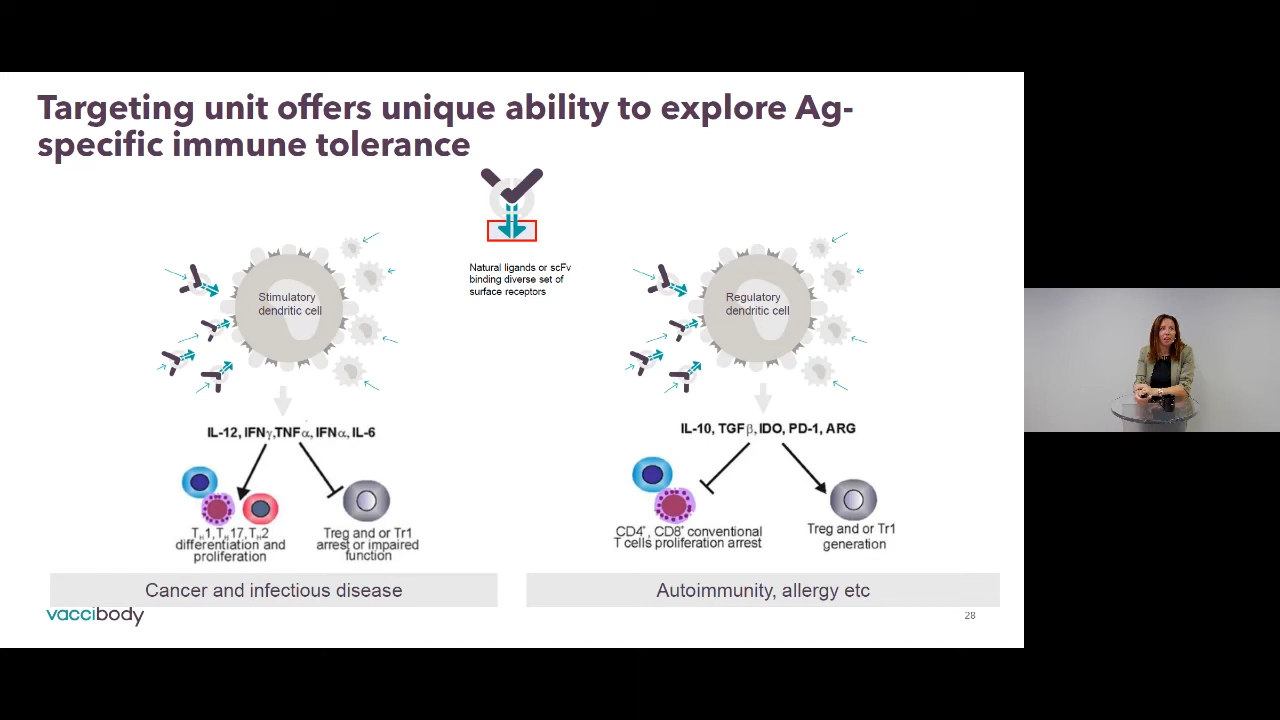 Targeting unit offers unique ability to explore Ag-
specific immune tolerance
Natural ligands or scFv
binding diverse set of
surface receptors
Stimulatory
dendritic cell
Regulatory
dendritic cell
IL-12, IFNγ,TNFα, IFNα, IL-6
IL-10, TGFβ, IDO, PD-1, ARG
TH1, TH17, TH2
differentiation and
proliferation
Treg and or Tr1
arrest or impaired
function
CD4+, CD8+ conventional
T cells proliferation arrest
Treg and or Tr1
generation
Cancer and infectious disease
Autoimmunity, allergy etc
vaccibody
28